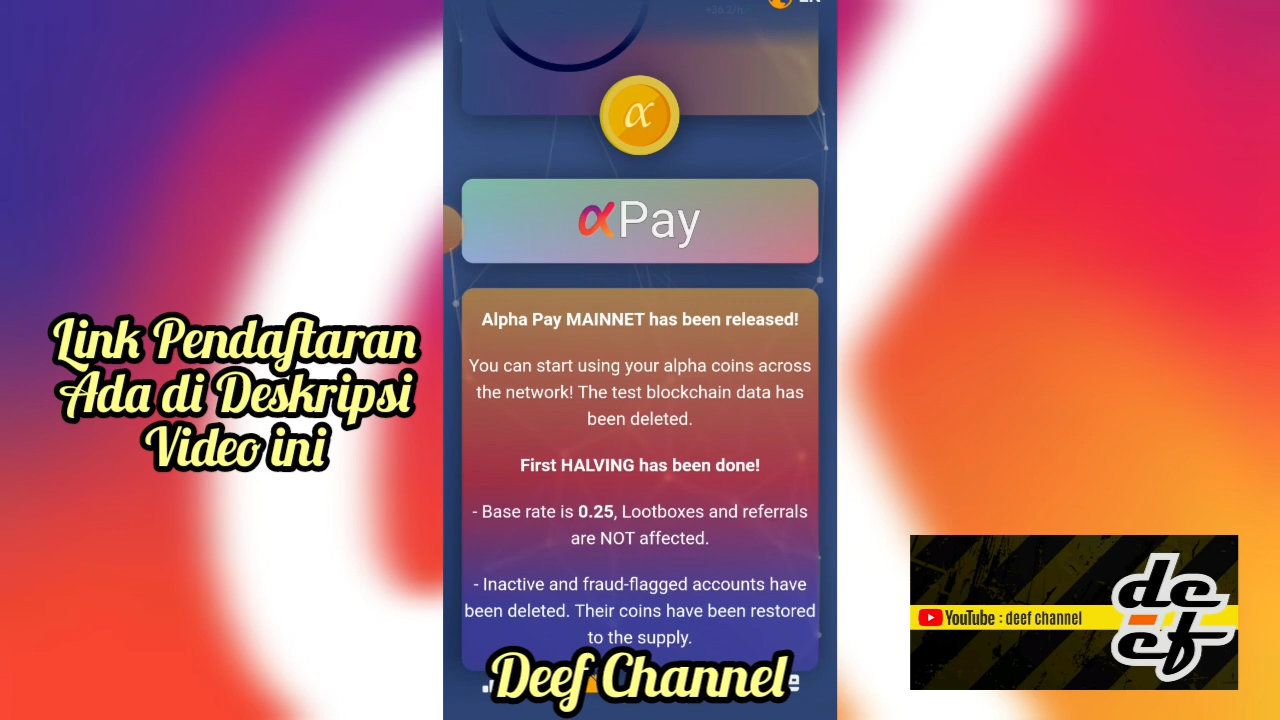 +36.2/h
EN
α
αPay
Alpha Pay MAINNET has been released!
You can start using your alpha coins across
the network! The test blockchain data has
been deleted.
First HALVING has been done!
- Base rate is 0.25, Lootboxes and referrals
are NOT affected.
- Inactive and fraud-flagged accounts have
been deleted. Their coins have been restored
to the supply.
Link Pendaftaran
Ada di Deskripsi
Video ini
Deef Channel
YouTube : deef channel
deef